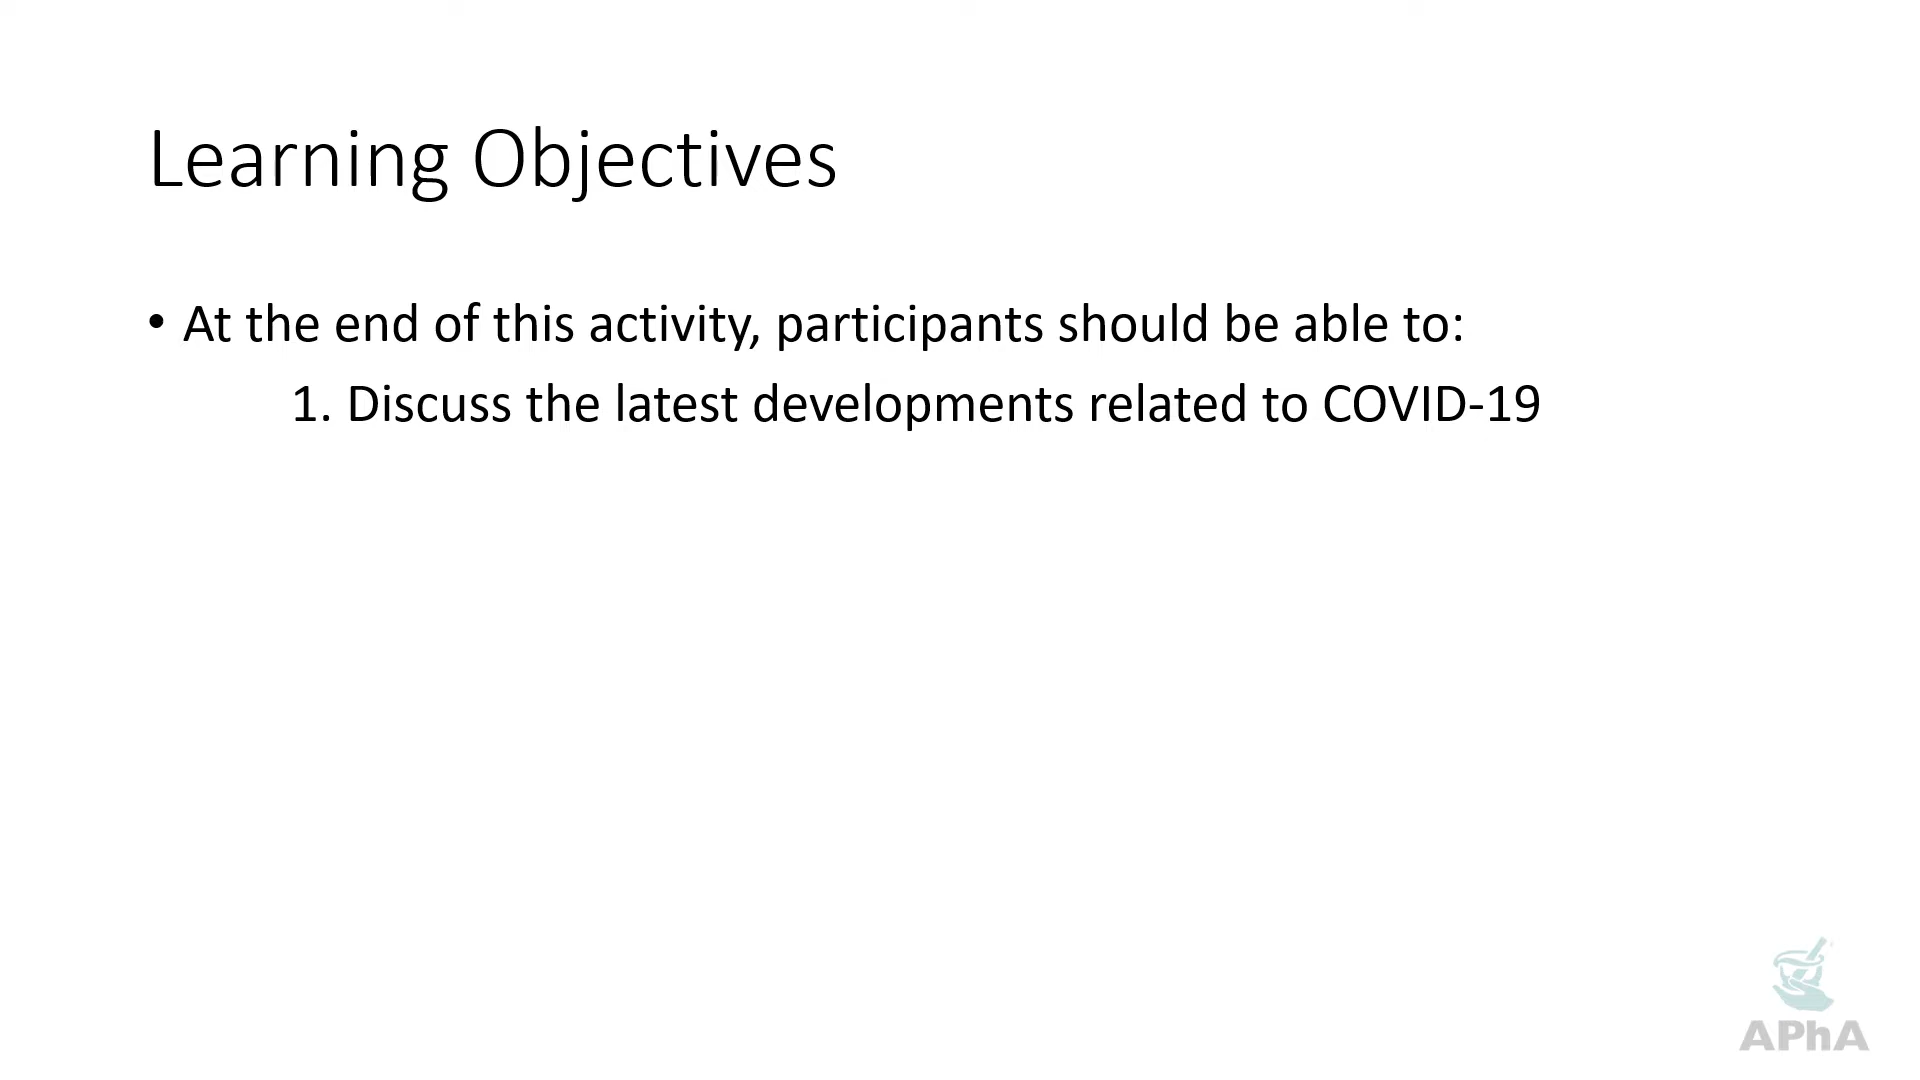 Learning Objectives
• At the end of this activity, participants should be able to:
1. Discuss the latest developments related to COVID-19
APhA